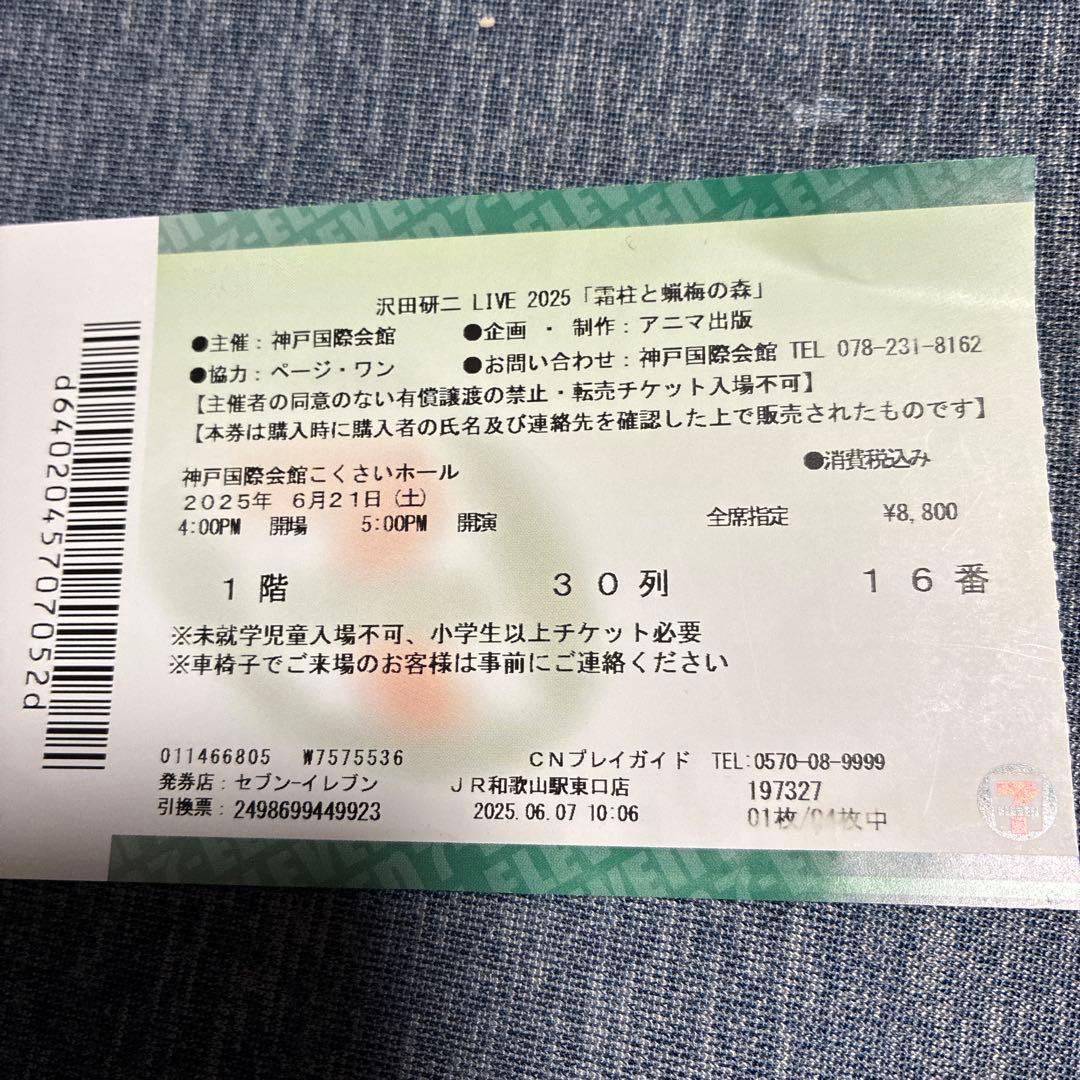 沢田研二 LIVE 2025「霜柱と蝋梅の森」
●主催：神戸国際会館 ●企画 ・ 制作：アニマ出版
●協力：ページ・ワン ●お問い合わせ：神戸国際会館 TEL 078-231-8162
【主催者の同意のない有償譲渡の禁止・転売チケット入場不可】
【本券は購入時に購入者の氏名及び連絡先を確認した上で販売されたものです】
神戸国際会館こくさいホール ●消費税込み
2025年 6月21日（土）
4:00PM 開場 5:00PM 開演 全席指定 ¥8,800
1階 30列 16番
※未就学児童入場不可、小学生以上チケット必要
※車椅子でご来場のお客様は事前にご連絡ください
011466805 W7575536 CNプレイガイド TEL:0570-08-9999
発券店：セブン-イレブン JR和歌山駅東口店 197327
引換票：2498699449923 2025.06.07 10:06 01枚/04枚中
d6402045707052d
7-ELEVEN
ELEVEN